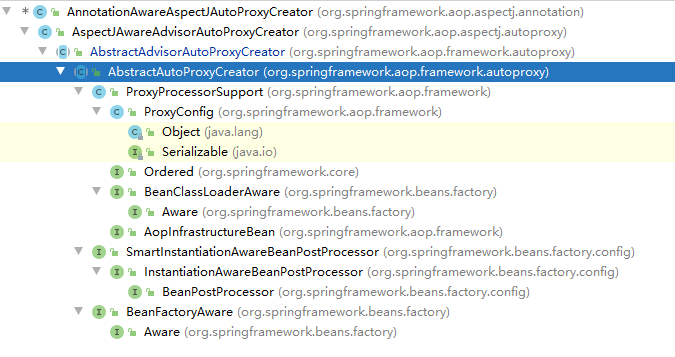 * AnnotationAwareAspectJAutoProxyCreator (org.springframework.aop.aspectj.annotation)
AspectJAwareAdvisorAutoProxyCreator (org.springframework.aop.aspectj.autoproxy)
AbstractAdvisorAutoProxyCreator (org.springframework.aop.framework.autoproxy)
AbstractAutoProxyCreator (org.springframework.aop.framework.autoproxy)
ProxyProcessorSupport (org.springframework.aop.framework)
ProxyConfig (org.springframework.aop.framework)
Object (java.lang)
Serializable (java.io)
Ordered (org.springframework.core)
BeanClassLoaderAware (org.springframework.beans.factory)
Aware (org.springframework.beans.factory)
AopInfrastructureBean (org.springframework.aop.framework)
SmartInstantiationAwareBeanPostProcessor (org.springframework.beans.factory.config)
InstantiationAwareBeanPostProcessor (org.springframework.beans.factory.config)
BeanPostProcessor (org.springframework.beans.factory.config)
BeanFactoryAware (org.springframework.beans.factory)
Aware (org.springframework.beans.factory)